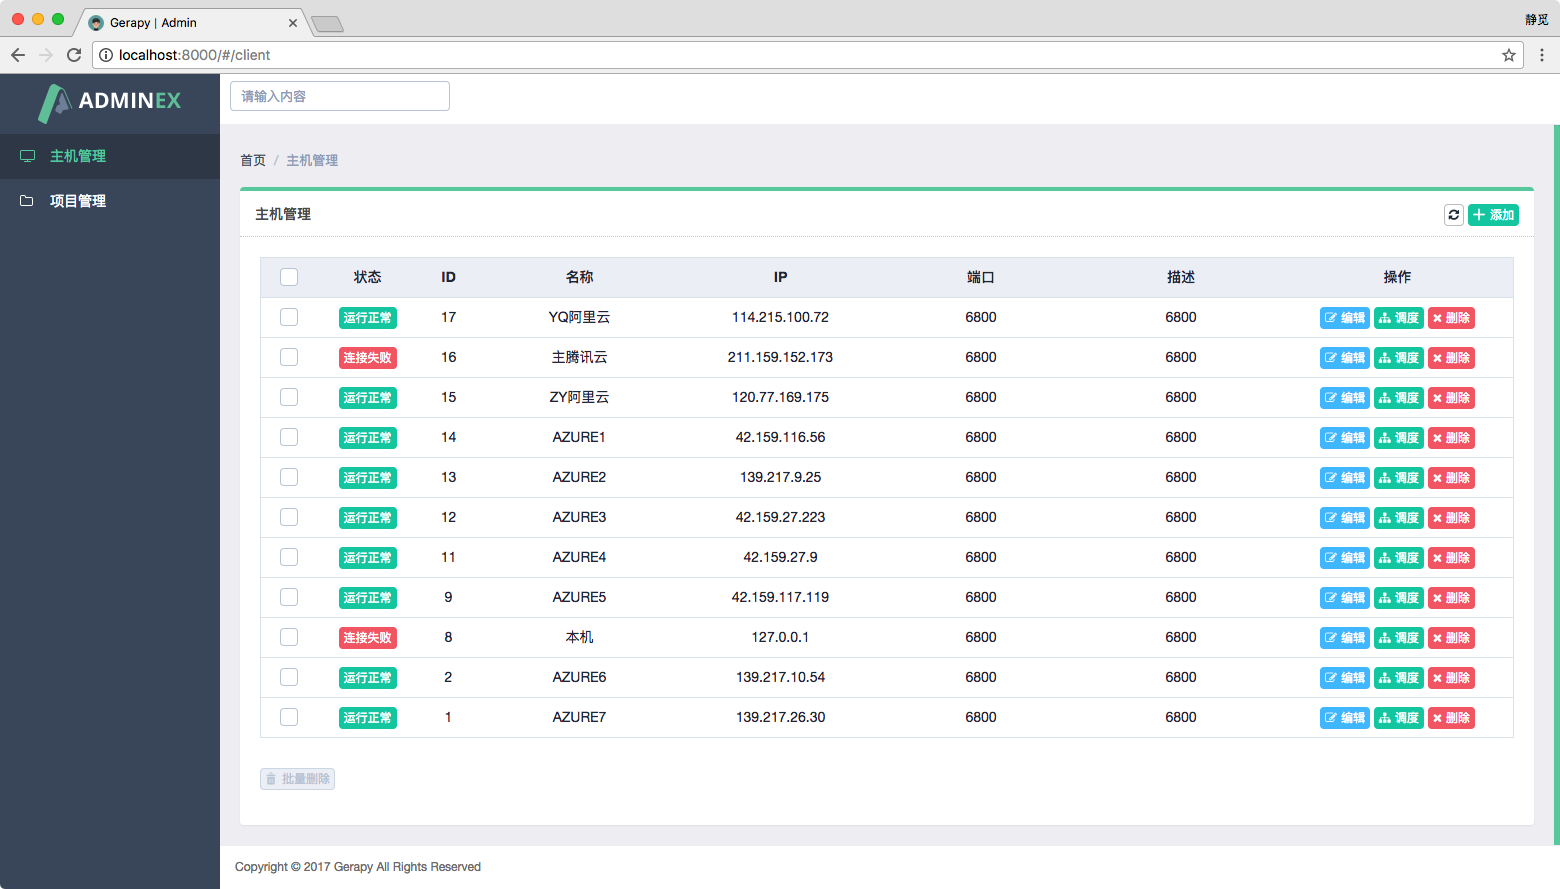 Gerapy | Admin
静觅
localhost:8000/#/client
ADMINEX
请输入内容
主机管理
项目管理
首页 / 主机管理
主机管理
添加
状态 ID 名称 IP 端口 描述 操作
运行正常 17 YQ阿里云 114.215.100.72 6800 6800 编辑 调度 删除
连接失败 16 主腾讯云 211.159.152.173 6800 6800 编辑 调度 删除
运行正常 15 ZY阿里云 120.77.169.175 6800 6800 编辑 调度 删除
运行正常 14 AZURE1 42.159.116.56 6800 6800 编辑 调度 删除
运行正常 13 AZURE2 139.217.9.25 6800 6800 编辑 调度 删除
运行正常 12 AZURE3 42.159.27.223 6800 6800 编辑 调度 删除
运行正常 11 AZURE4 42.159.27.9 6800 6800 编辑 调度 删除
运行正常 9 AZURE5 42.159.117.119 6800 6800 编辑 调度 删除
连接失败 8 本机 127.0.0.1 6800 6800 编辑 调度 删除
运行正常 2 AZURE6 139.217.10.54 6800 6800 编辑 调度 删除
运行正常 1 AZURE7 139.217.26.30 6800 6800 编辑 调度 删除
批量删除
Copyright © 2017 Gerapy All Rights Reserved